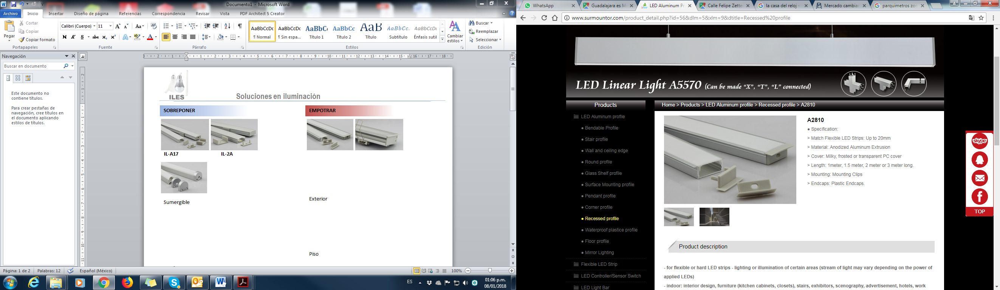 Documento1 - Microsoft Word
Archivo Inicio Insertar Diseño de página Referencias Correspondencia Revisar Vista PDF Architect 5 Creator
Pegar
Cortar
Copiar
Copiar formato
Portapapeles
Calibri (Cuerpo) 11
Fuente
Párrafo
AaBbCcDc
¶ Normal
AaBbCcDc
¶ Sin espa...
AaBbC
Título 1
AaBbCc
Título 2
AaB
Título
AaBbCc.
Subtítulo
AaBbCcDc
Énfasis sutil
Cambiar estilos
Estilos
Buscar
Reemplazar
Seleccionar
Edición
Navegación
Buscar en documento
Este documento no
contiene títulos.
Para crear pestañas de
navegación, cree títulos en
el documento aplicando
estilos de títulos.
ILES
Soluciones en iluminación
SOBREPONER
EMPOTRAR
IL-A17
IL-2A
Sumergible
Exterior
Piso
Página: 1 de 2 Palabras: 12 Español (México) 100%
ES
01:06 p.m.
08/01/2018
WhatsApp
Guadalajara es M
LED Aluminum Pr
Calle Felipe Zette
la casa del reloj -
Mercado cambiar
parquimetros zon
www.surmountor.com/product_detail.php?id=56&dlm=5&xlm=9&dtitle=Recessed%20profile
LED Linear Light A5570 (Can be made “X”, “T”, “L” connected)
Products
LED Aluminum profile
Bendable Profile
Stair profile
Wall and ceiling edge
Round profile
Glass Shelf profile
Surface Mounting profile
Pendant profile
Corner profile
Recessed profile
Waterproof plastice profile
Floor profile
Mirror Lighting
Flexible LED Strip
LED Controller/Sensor Switch
LED Light Bar
Home > Products > LED Aluminum profile > Recessed profile > A2810
A2810
● Specification:
> Match Flexible LED Strips: Up to 20mm
> Material: Anodized Aluminum Extrusion
> Cover: Milky, frosted or transparent PC cover
> Length: 1meter, 1.5 meter, 2 meter or 3 meter long.
> Mounting: Mounting Clips
> Endcaps: Plastic Endcaps.
Product description
- for flexible or hard LED strips - lighting or illumination of certain areas (stream of light may vary depending on the power of
applied LEDs)
- indoor: interior design, furniture (kitchen cabinets, closets), stairs, exhibitors, scenography, advertisement, hotels, work
skype
TOP